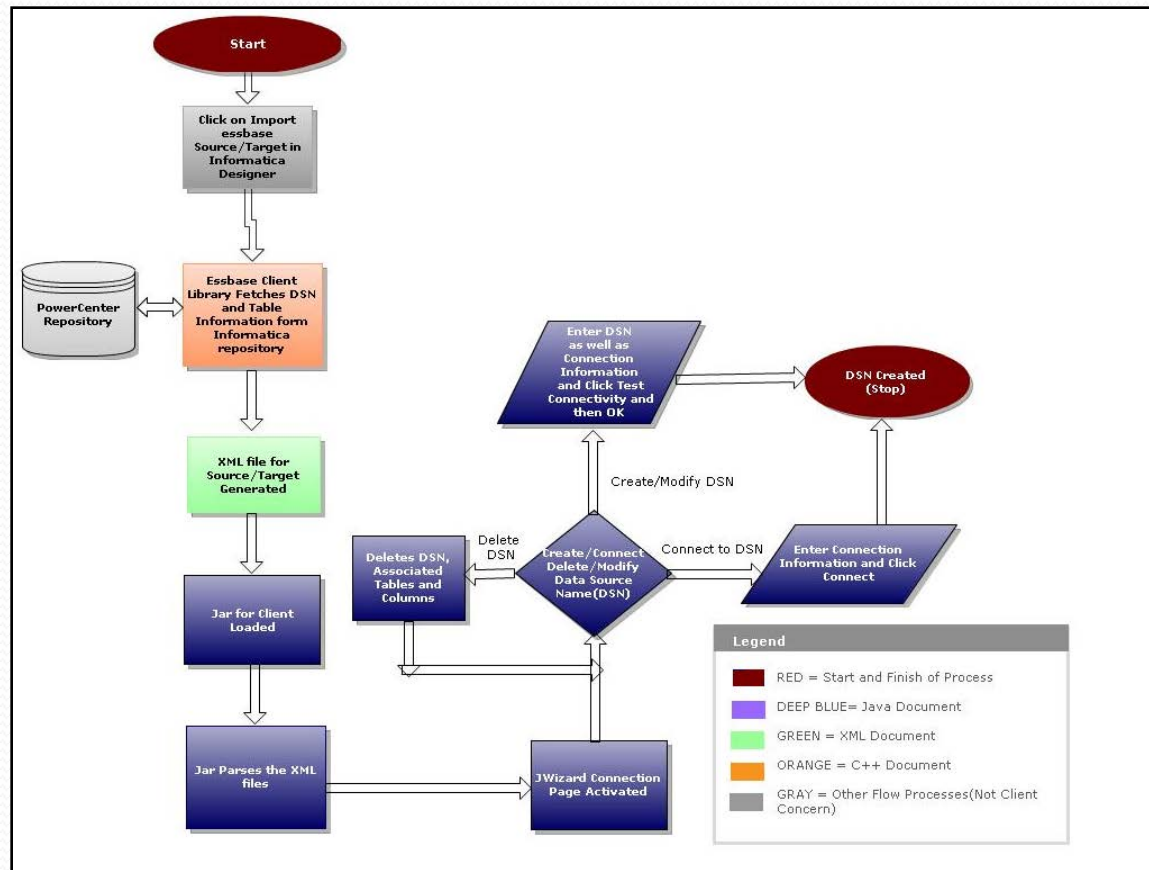 Start
Click on Import
essbase
Source/Target in
Informatica
Designer
PowerCenter
Repository
Essbase Client
Library Fetches DSN
and Table
Information form
Informatica
repository
XML file for
Source/Target
Generated
Jar for Client
Loaded
Jar Parses the XML
files
JWizard Connection
Page Activated
Create/Connect
Delete/Modify
Data Source
Name(DSN)
Delete
DSN
Deletes DSN,
Associated
Tables and
Columns
Create/Modify DSN
Enter DSN
as well as
Connection
Information
and Click Test
Connectivity and
then OK
Connect to DSN
Enter Connection
Information and Click
Connect
DSN Created
(Stop)
Legend
RED = Start and Finish of Process
DEEP BLUE= Java Document
GREEN = XML Document
ORANGE = C++ Document
GRAY = Other Flow Processes(Not Client
Concern)